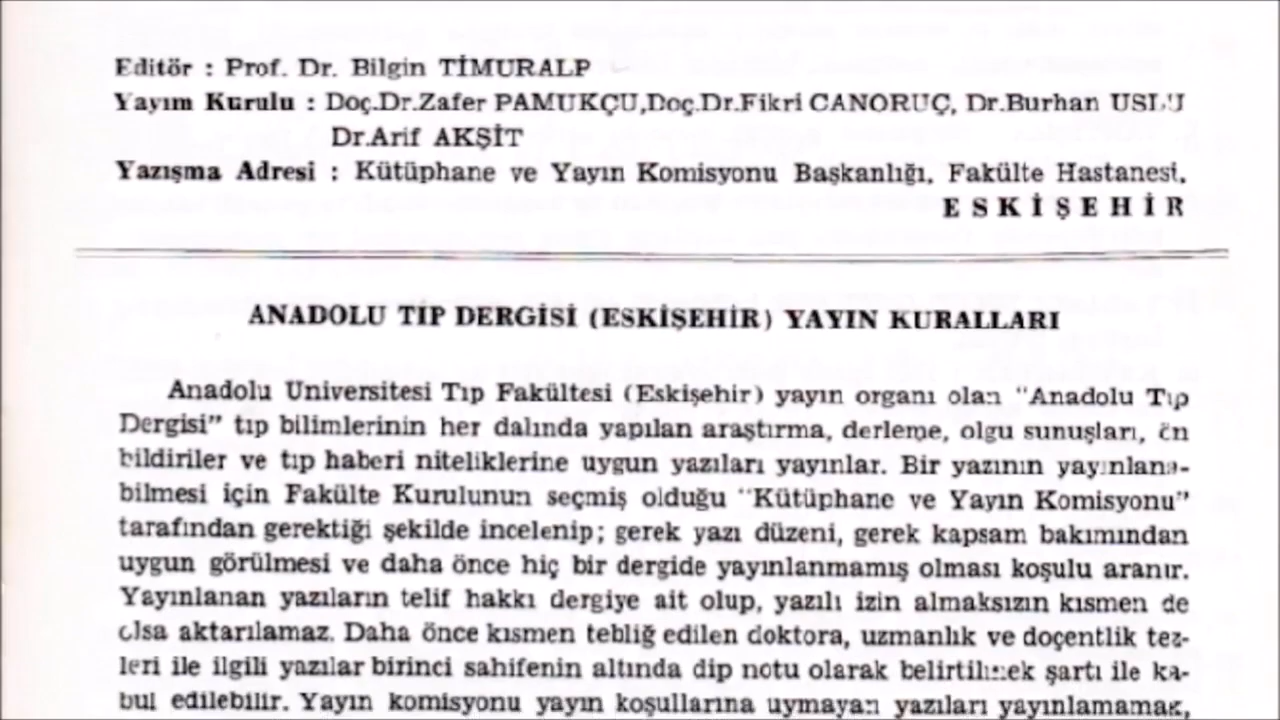 Editör : Prof. Dr. Bilgin TİMURALP
Yayım Kurulu : Doç.Dr.Zafer PAMUKÇU,Doç.Dr.Fikri CANORUÇ, Dr.Burhan USLU
Dr.Arif AKŞİT
Yazışma Adresi : Kütüphane ve Yayın Komisyonu Başkanlığı, Fakülte Hastanesi,
ESKİŞEHİR
ANADOLU TIP DERGİSİ (ESKİŞEHİR) YAYIN KURALLARI
Anadolu Universitesi Tıp Fakültesi (Eskişehir) yayın organı olan "Anadolu Tıp
Dergisi" tıp bilimlerinin her dalında yapılan araştırma, derleme, olgu sunuşları, ön
bildiriler ve tıp haberi niteliklerine uygun yazıları yayınlar. Bir yazının yayınlana-
bilmesi için Fakülte Kurulunun seçmiş olduğu "Kütüphane ve Yayın Komisyonu"
tarafından gerektiği şekilde incelenip; gerek yazı düzeni, gerek kapsam bakımından
uygun görülmesi ve daha önce hiç bir dergide yayınlanmamış olması koşulu aranır.
Yayınlanan yazıların telif hakkı dergiye ait olup, yazılı izin almaksızın kısmen de
olsa aktarılamaz. Daha önce kısmen tebliğ edilen doktora, uzmanlık ve doçentlik tez-
leri ile ilgili yazılar birinci sahifenin altında dip notu olarak belirtilmek şartı ile ka-
bul edilebilir. Yayın komisyonu yayın koşullarına uymayan yazıları yayınlamamak,